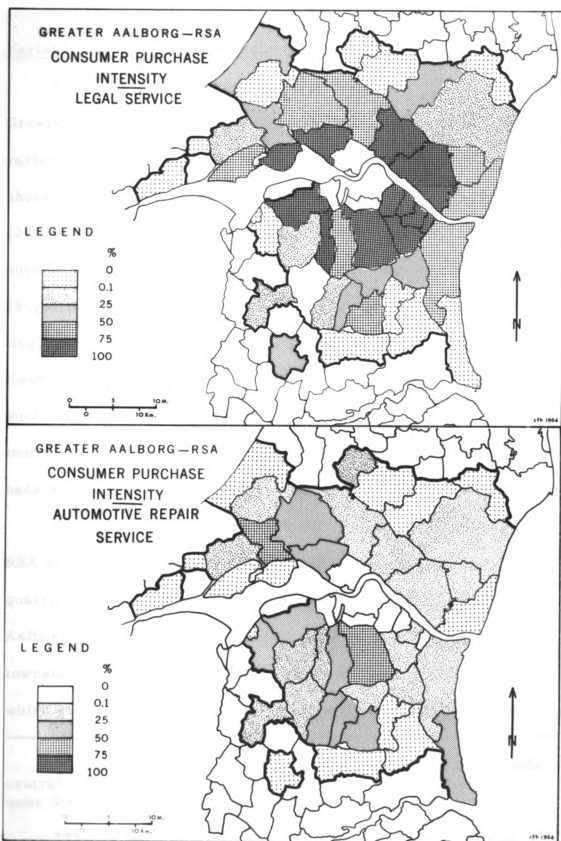 GREATER AALBORG—RSA
CONSUMER PURCHASE
INTENSITY
LEGAL SERVICE
LEGEND
%
0
0.1
25
50
75
100
0 5 10 M.
0 10 Km.
N
cfh 1964
GREATER AALBORG—RSA
CONSUMER PURCHASE
INTENSITY
AUTOMOTIVE REPAIR
SERVICE
LEGEND
%
0
0.1
25
50
75
100
0 5 10 M.
0 10 Km.
N
cfh 1964